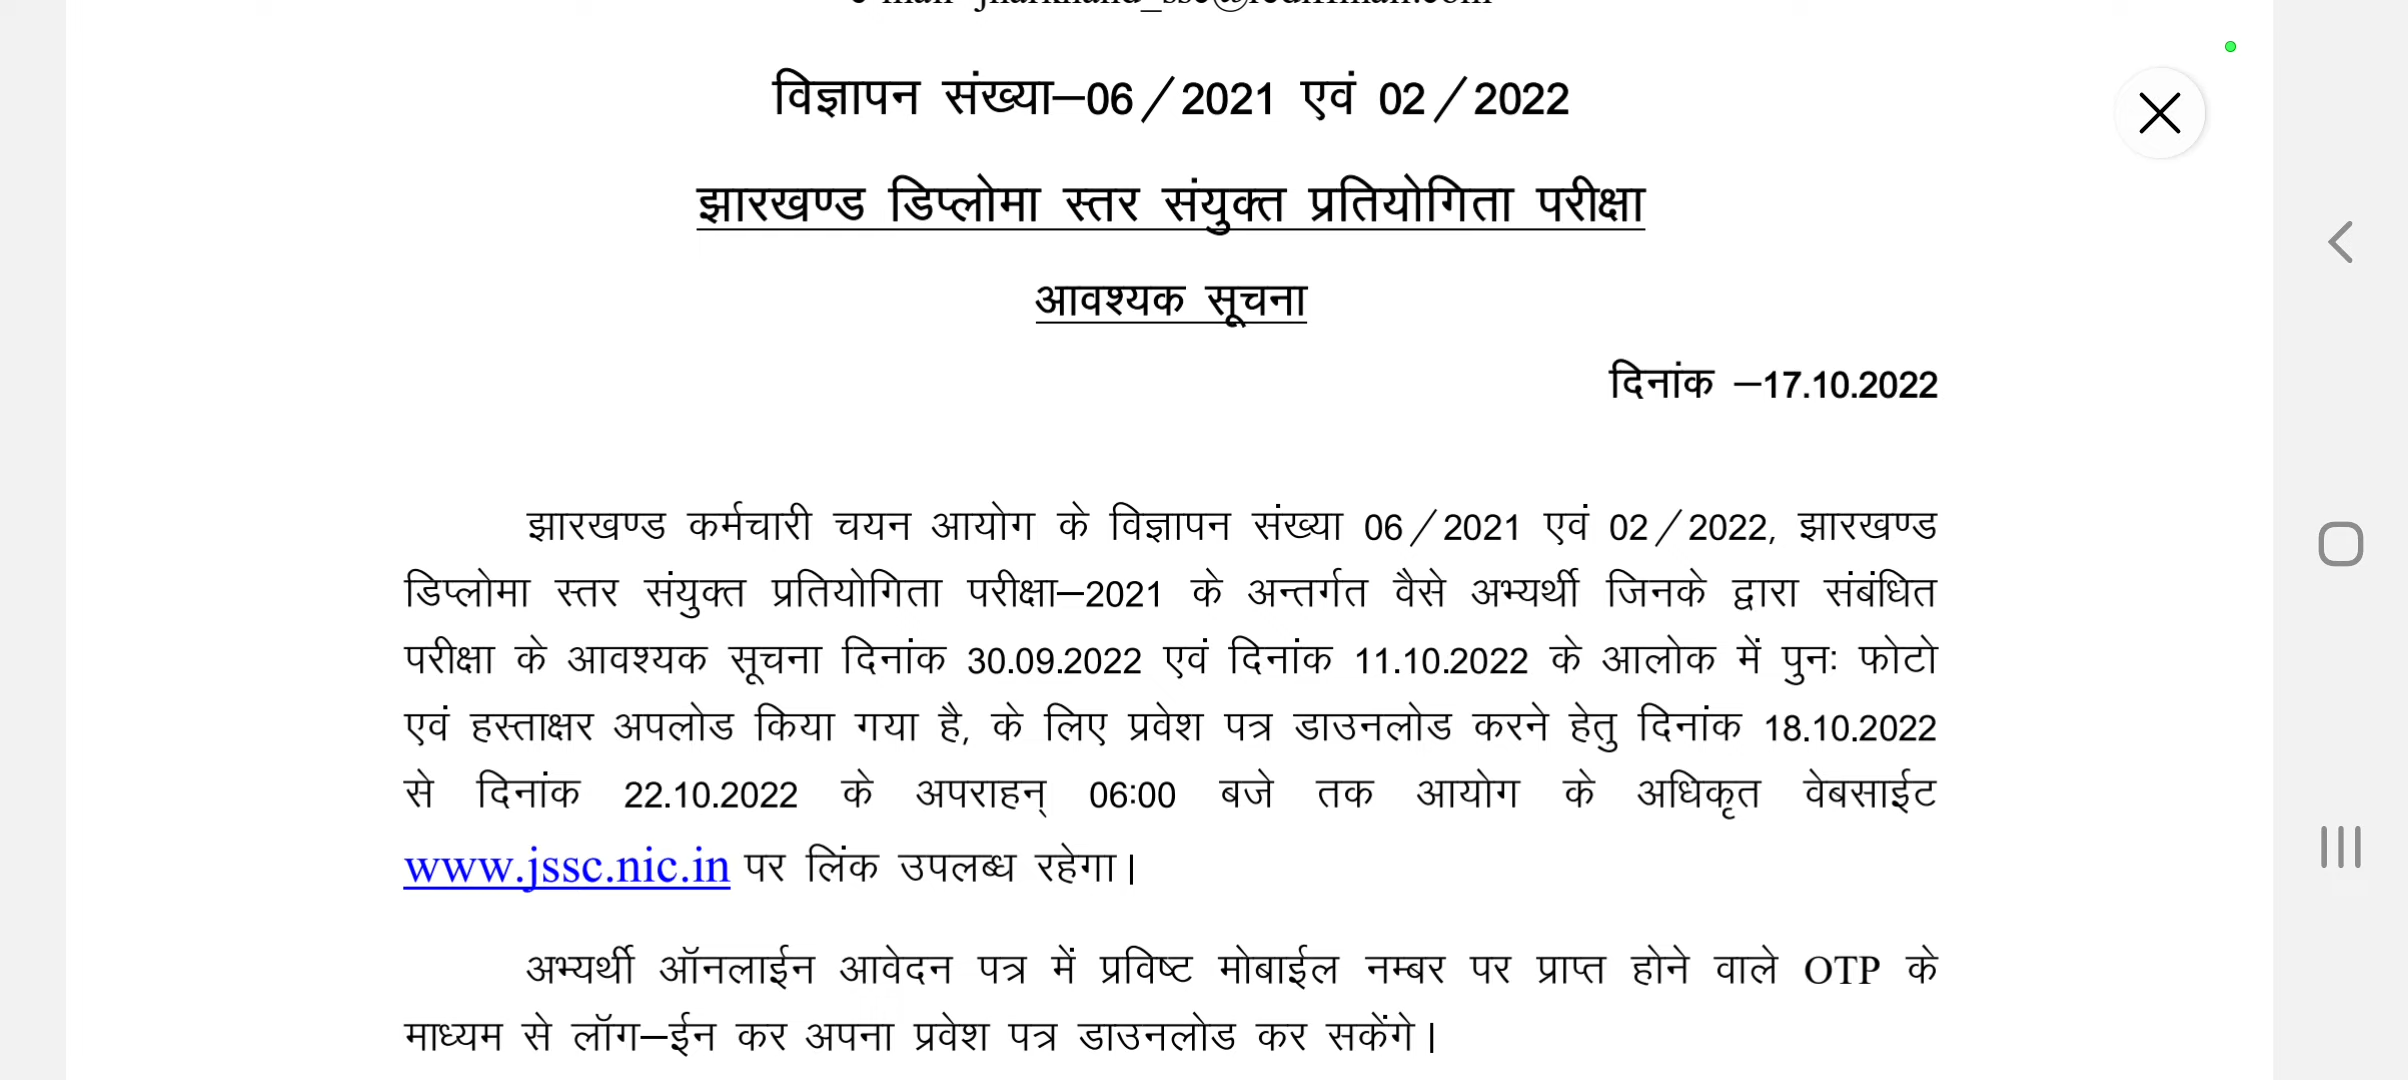 e-mail- jharkhand_ssc@rediffmail.com
विज्ञापन संख्या–06/2021 एवं 02/2022
झारखण्ड डिप्लोमा स्तर संयुक्त प्रतियोगिता परीक्षा
आवश्यक सूचना
दिनांक –17.10.2022
झारखण्ड कर्मचारी चयन आयोग के विज्ञापन संख्या 06/2021 एवं 02/2022, झारखण्ड
डिप्लोमा स्तर संयुक्त प्रतियोगिता परीक्षा–2021 के अन्तर्गत वैसे अभ्यर्थी जिनके द्वारा संबंधित
परीक्षा के आवश्यक सूचना दिनांक 30.09.2022 एवं दिनांक 11.10.2022 के आलोक में पुनः फोटो
एवं हस्ताक्षर अपलोड किया गया है, के लिए प्रवेश पत्र डाउनलोड करने हेतु दिनांक 18.10.2022
से दिनांक 22.10.2022 के अपराहन् 06:00 बजे तक आयोग के अधिकृत वेबसाईट
www.jssc.nic.in पर लिंक उपलब्ध रहेगा।
अभ्यर्थी ऑनलाईन आवेदन पत्र में प्रविष्ट मोबाईल नम्बर पर प्राप्त होने वाले OTP के
माध्यम से लॉग–ईन कर अपना प्रवेश पत्र डाउनलोड कर सकेंगे।